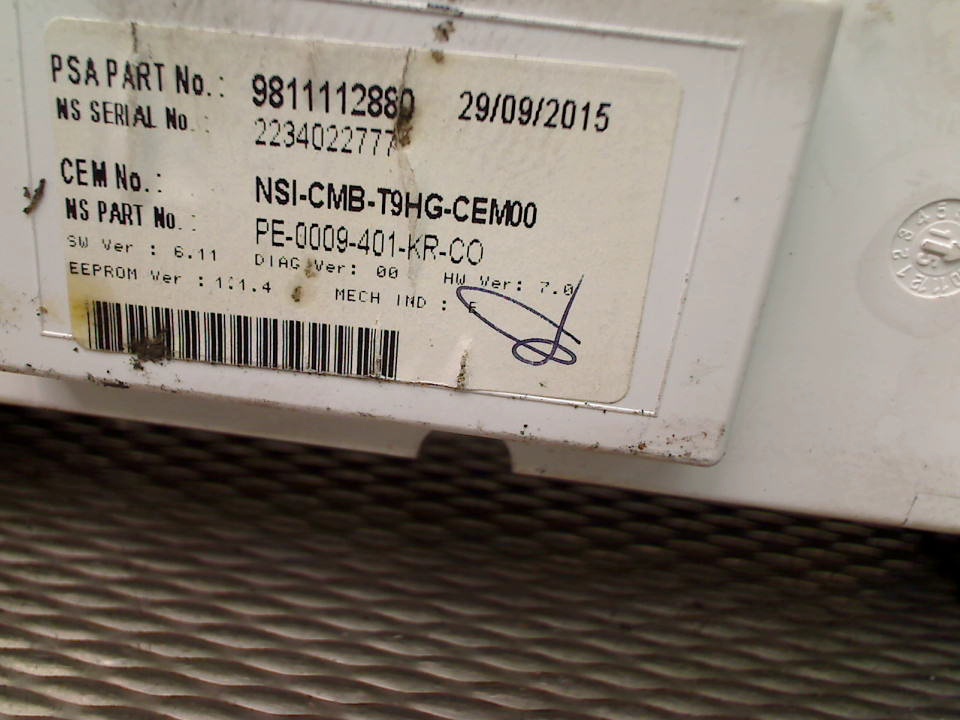 PSA PART No.: 9811112880 29/09/2015
NS SERIAL No.: 2234022777
CEM No.: NSI-CMB-T9HG-CEM00
NS PART No.: PE-0009-401-KR-CO
SW Ver : 6.11 DIAG Ver: 00 HW Ver: 7.0
EEPROM Ver : 1.1.4 MECH IND :
15